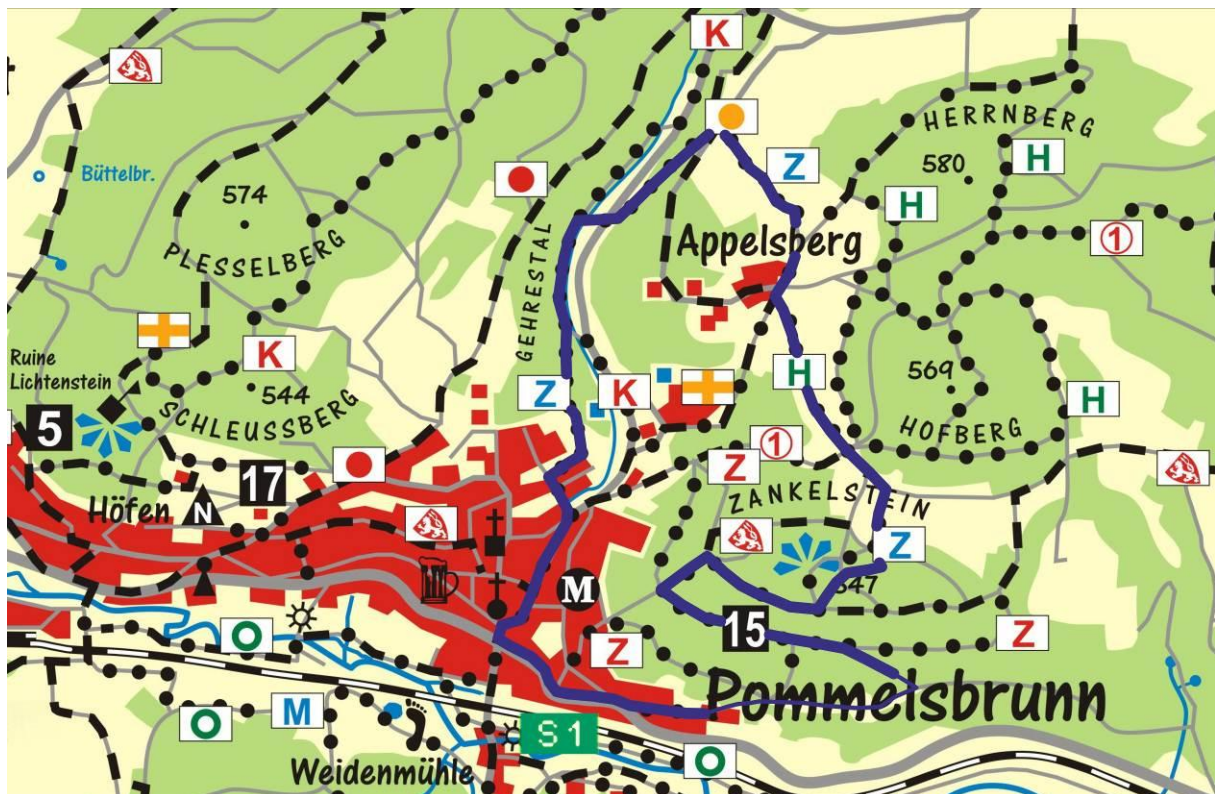 K
HERRNBERG
580
H
Büttelbr.
574
Z
H
PLESSELBERG
GEHRESTAL
Appelsberg
1
Ruine
Lichtenstein
K
544
SCHLEUSSBERG
5
Z
K
H
569
HOFBERG
H
Z
1
ZANKELSTEIN
17
Höfen
N
Z
547
M
15
Z
Z
Pommelsbrunn
M
S 1
Weidenmühle